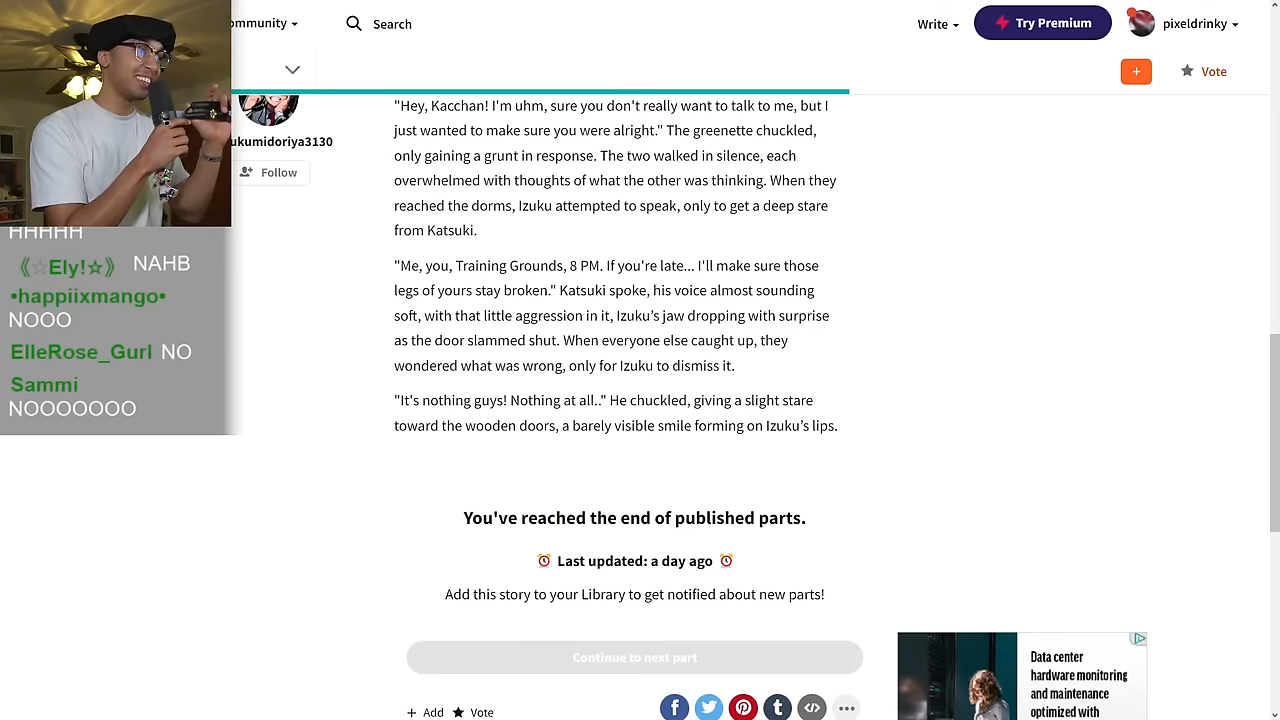 ommunity
Search
Write
Try Premium
pixeldrinky
+
Vote
ukumidoriya3130
Follow
"Hey, Kacchan! I'm uhm, sure you don't really want to talk to me, but I
just wanted to make sure you were alright." The greenette chuckled,
only gaining a grunt in response. The two walked in silence, each
overwhelmed with thoughts of what the other was thinking. When they
reached the dorms, Izuku attempted to speak, only to get a deep stare
from Katsuki.
"Me, you, Training Grounds, 8 PM. If you're late... I'll make sure those
legs of yours stay broken." Katsuki spoke, his voice almost sounding
soft, with that little aggression in it, Izuku’s jaw dropping with surprise
as the door slammed shut. When everyone else caught up, they
wondered what was wrong, only for Izuku to dismiss it.
"It's nothing guys! Nothing at all.." He chuckled, giving a slight stare
toward the wooden doors, a barely visible smile forming on Izuku’s lips.
HHHHH
《☆Ely!☆》 NAHB
•happiixmango•
NOOO
ElleRose_Gurl NO
Sammi
NOOOOOOO
You've reached the end of published parts.
⏰ Last updated: a day ago ⏰
Add this story to your Library to get notified about new parts!
Continue to next part
+ Add ★ Vote
Data center
hardware monitoring
and maintenance
optimized with